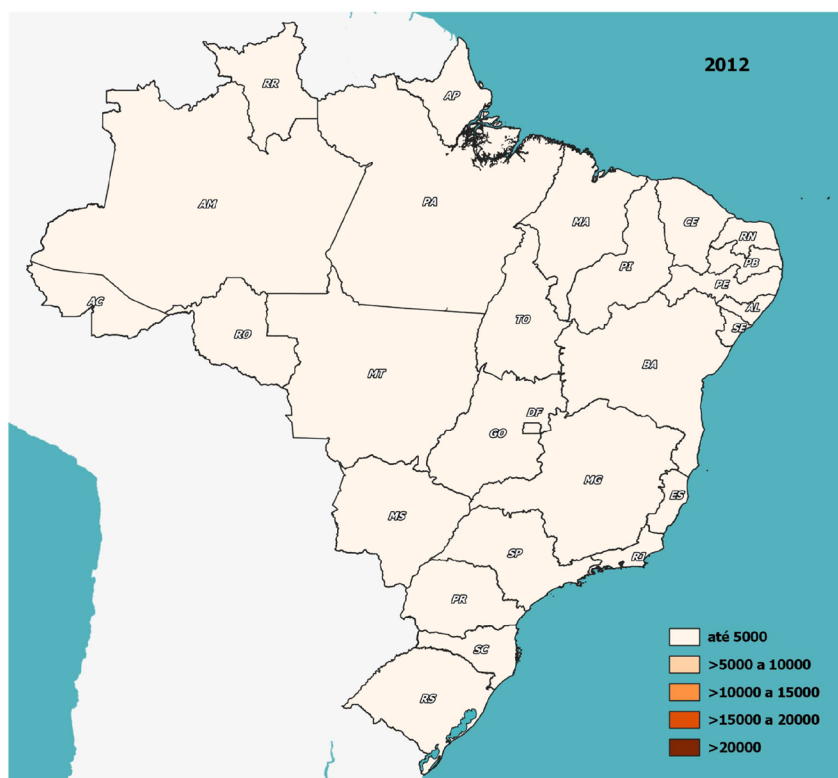 2012
RR
AP
AM
PA
MA
CE
RN
PB
PI
PE
AC
AL
TO
SE
RO
BA
MT
DF
GO
MG
ES
MS
SP
RJ
PR
SC
RS
até 5000
>5000 a 10000
>10000 a 15000
>15000 a 20000
>20000